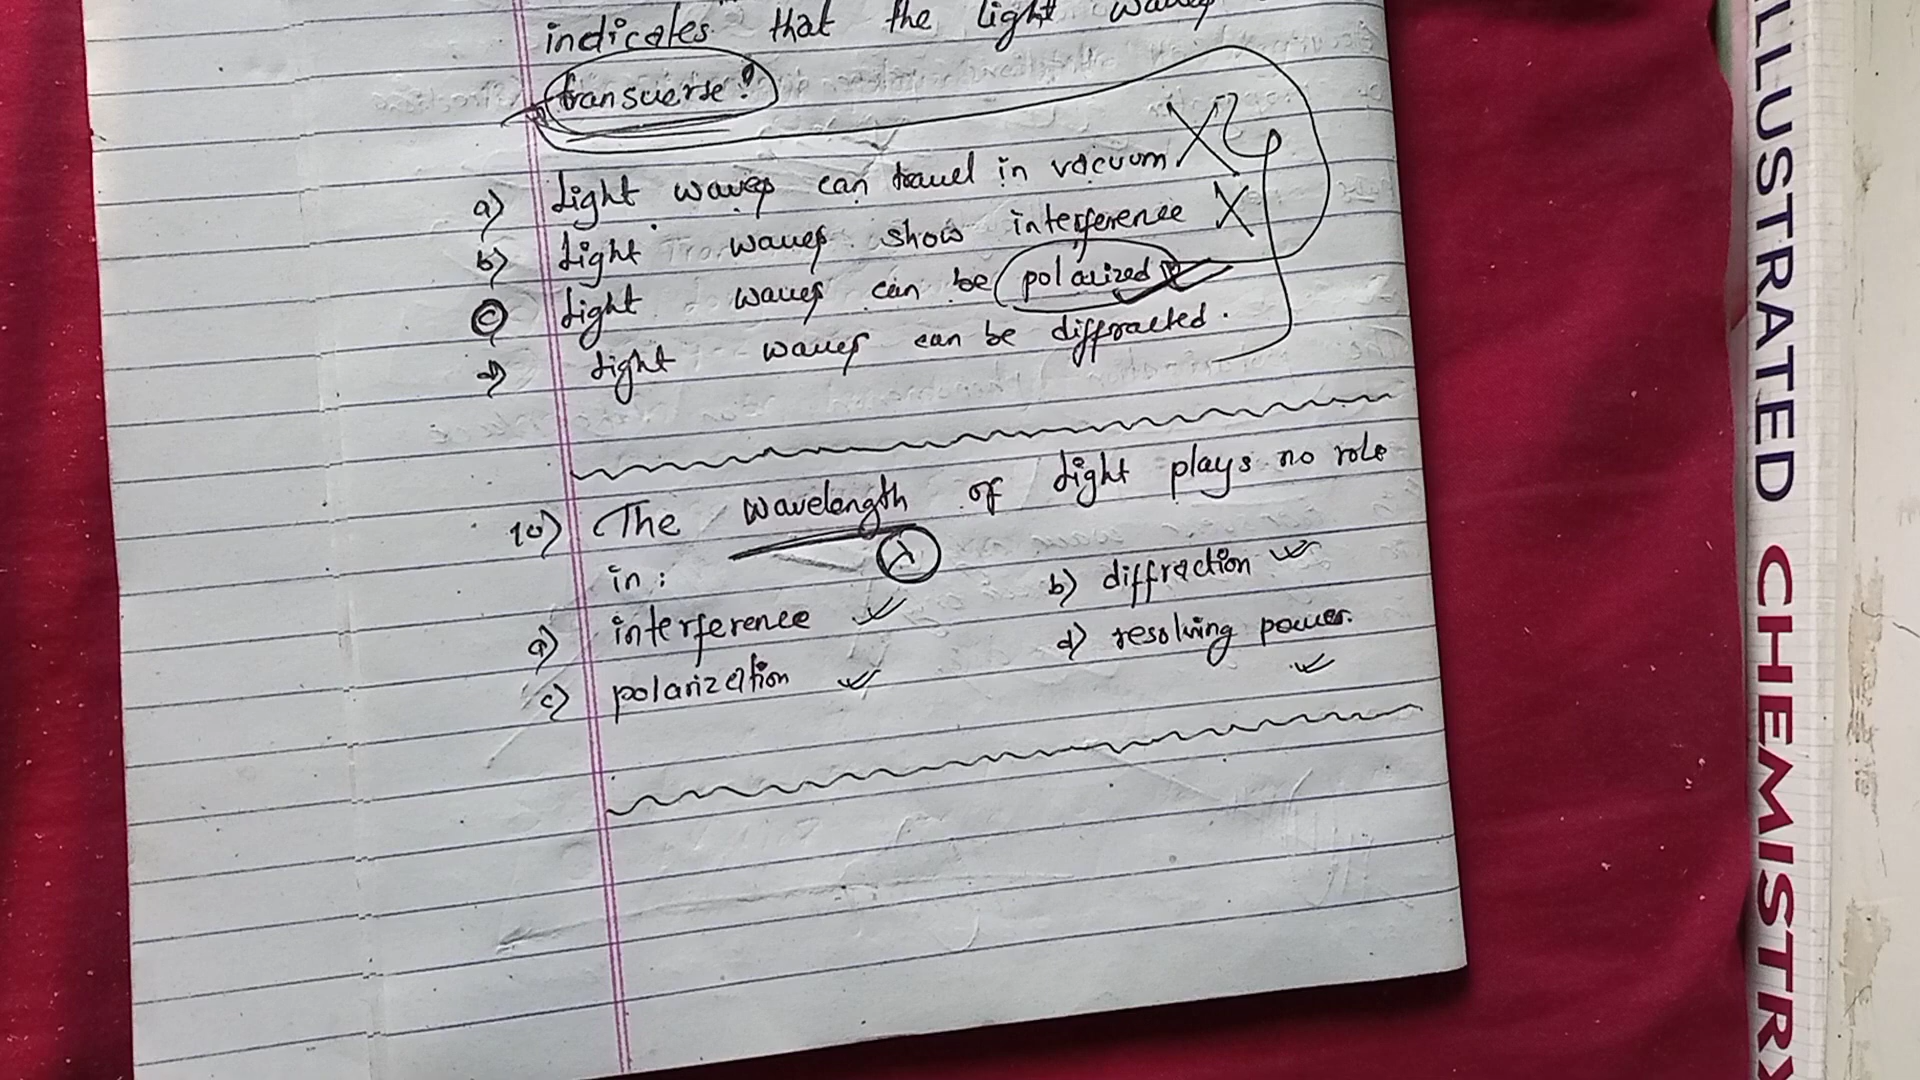 indicates that the light waves
transverse?
a) Light waves can travel in vacuum X
b) Light waves show interference X
c) Light waves can be polarized
d) Light waves can be diffracted.
10) The wavelength of Light plays no role
λ
in:
a) interference b) diffraction
c) polarization d) resolving power.
ILLUSTRATED CHEMISTRY